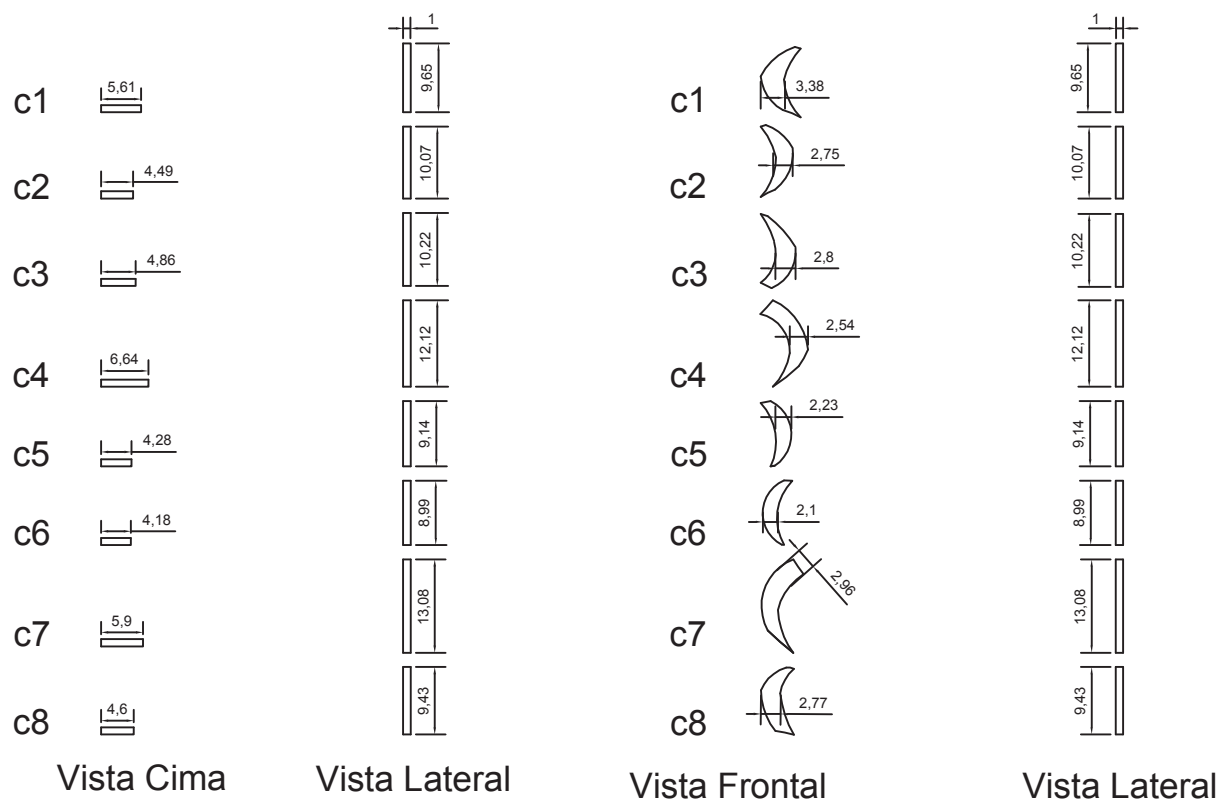 1 1
c1 5,61 9,65 c1 3,38 9,65
c2 4,49 10,07 c2 2,75 10,07
c3 4,86 10,22 c3 2,8 10,22
c4 6,64 12,12 c4 2,54 12,12
c5 4,28 9,14 c5 2,23 9,14
c6 4,18 8,99 c6 2,1 8,99
c7 5,9 13,08 c7 2,96 13,08
c8 4,6 9,43 c8 2,77 9,43
Vista Cima Vista Lateral Vista Frontal Vista Lateral